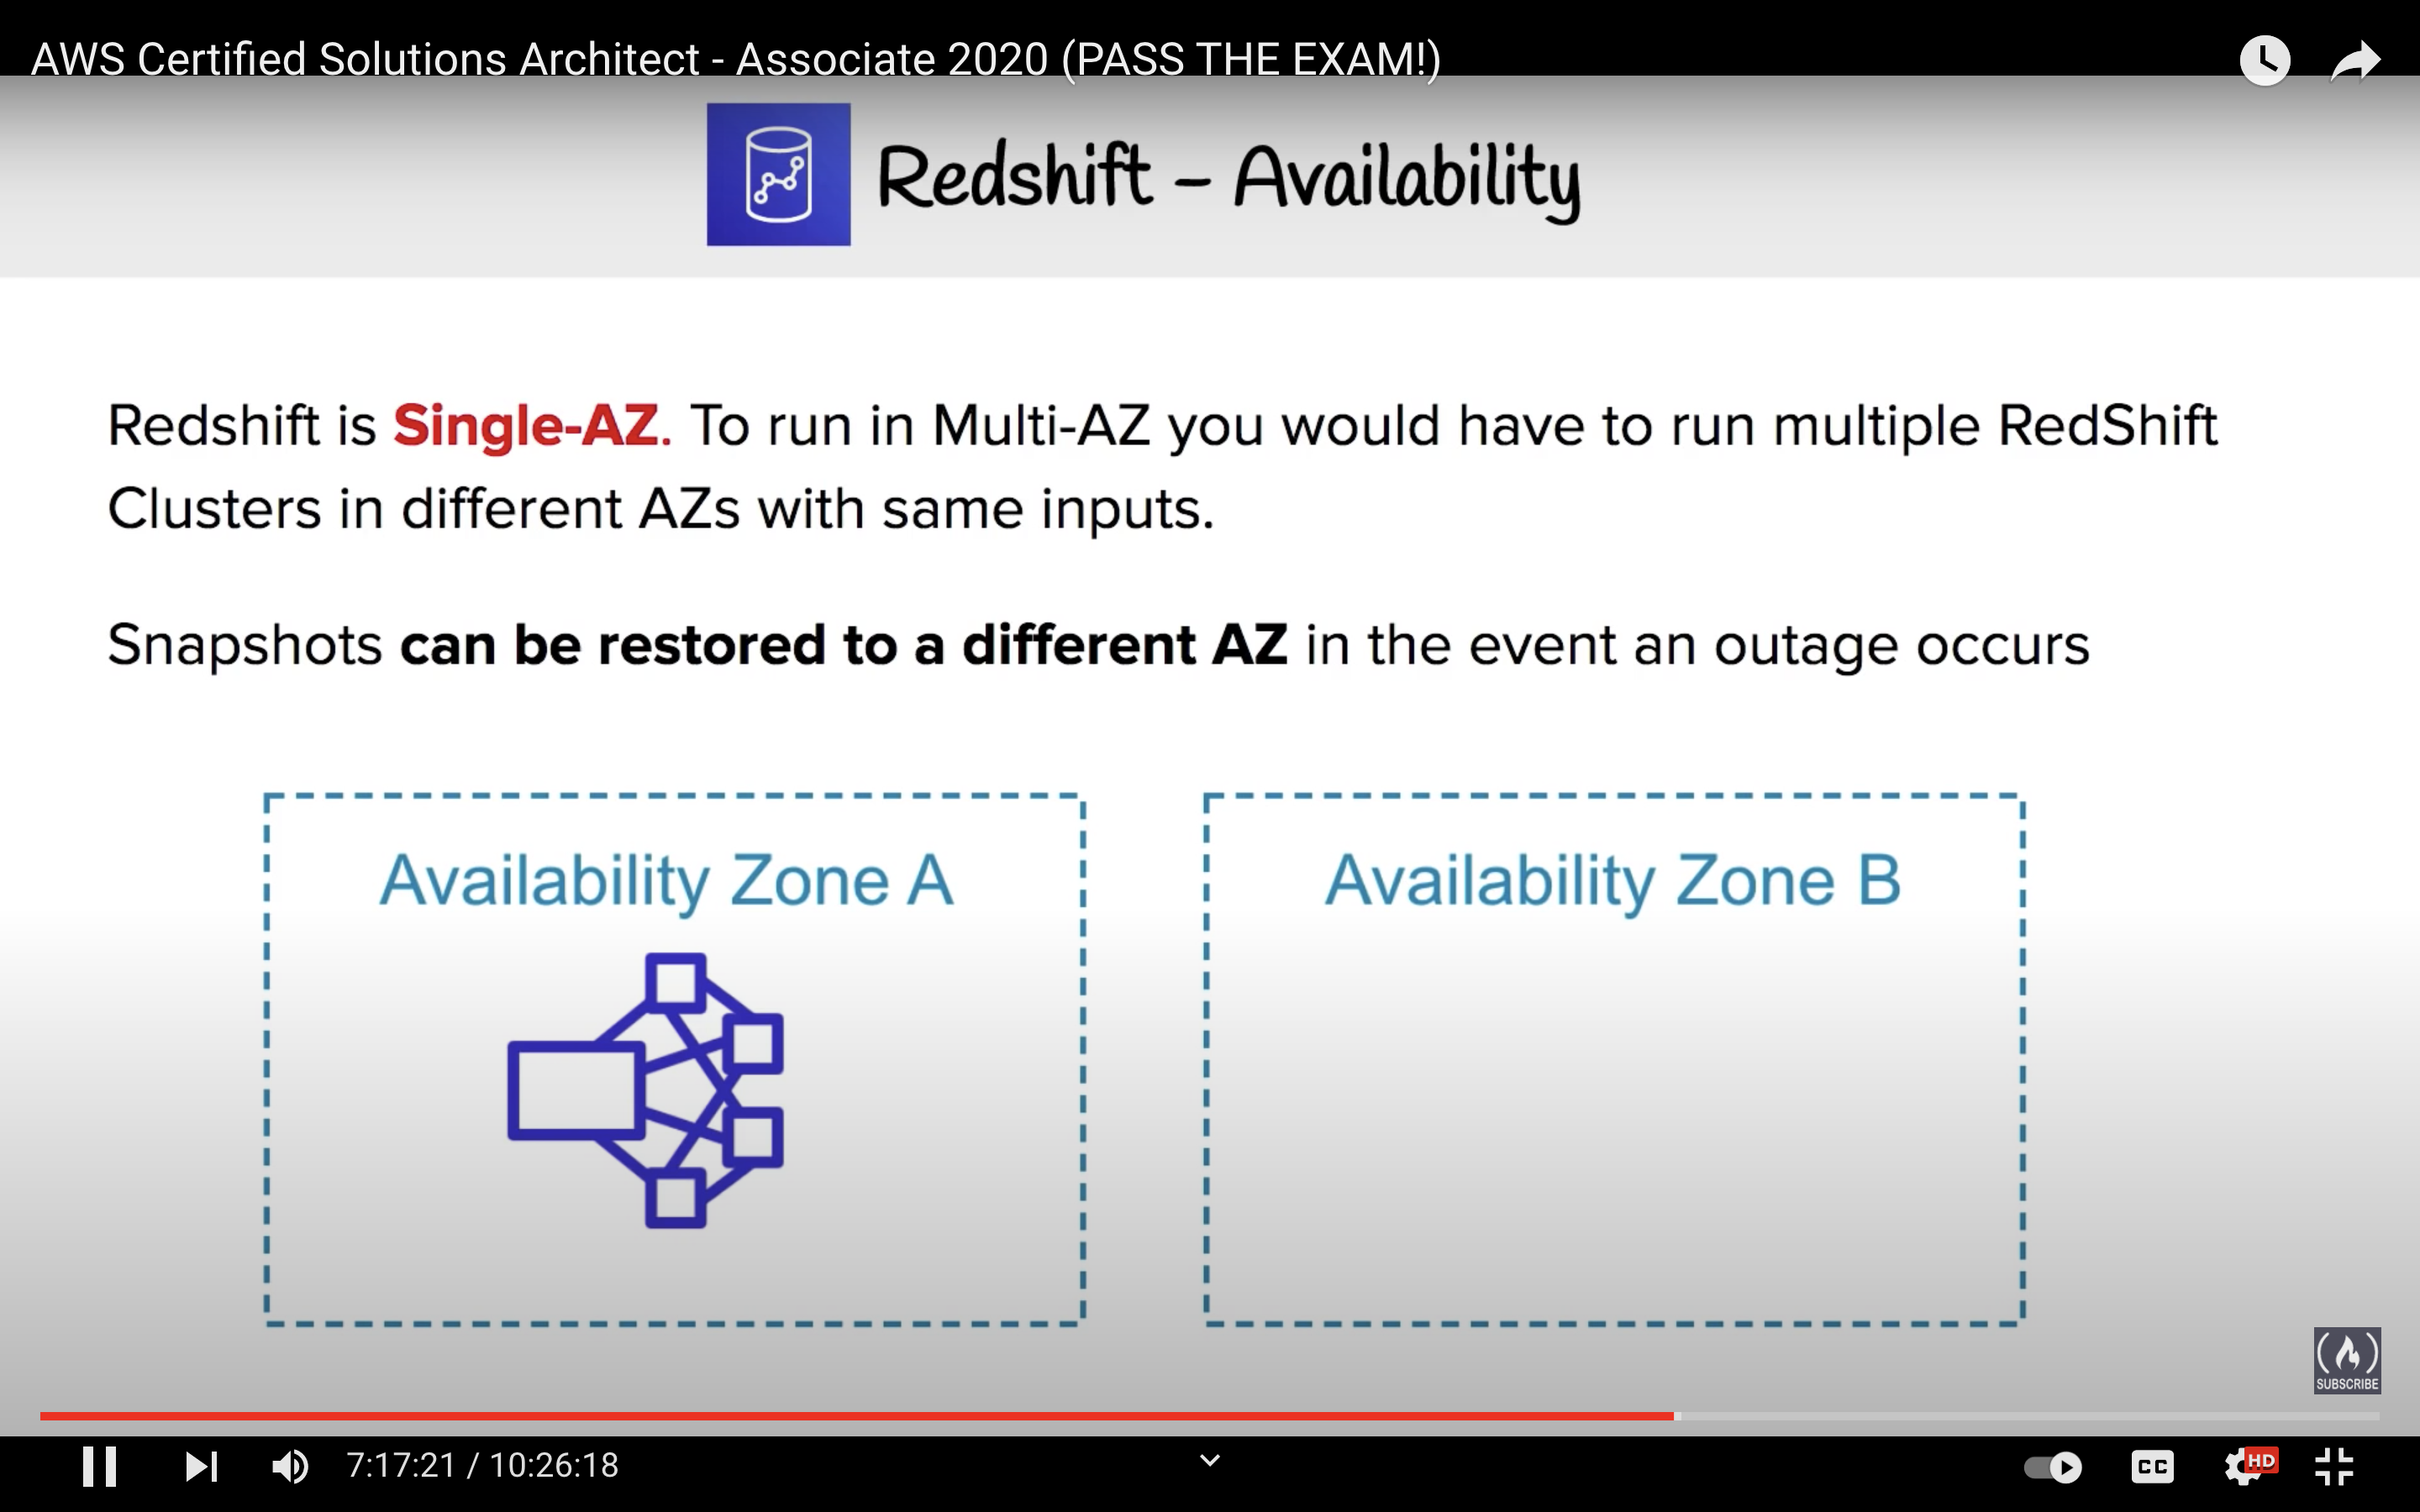 AWS Certified Solutions Architect - Associate 2020 (PASS THE EXAM!)
Redshift - Availability
Redshift is Single-AZ. To run in Multi-AZ you would have to run multiple RedShift
Clusters in different AZs with same inputs.
Snapshots can be restored to a different AZ in the event an outage occurs
Availability Zone A
Availability Zone B
SUBSCRIBE
7:17:21 / 10:26:18
CC
HD